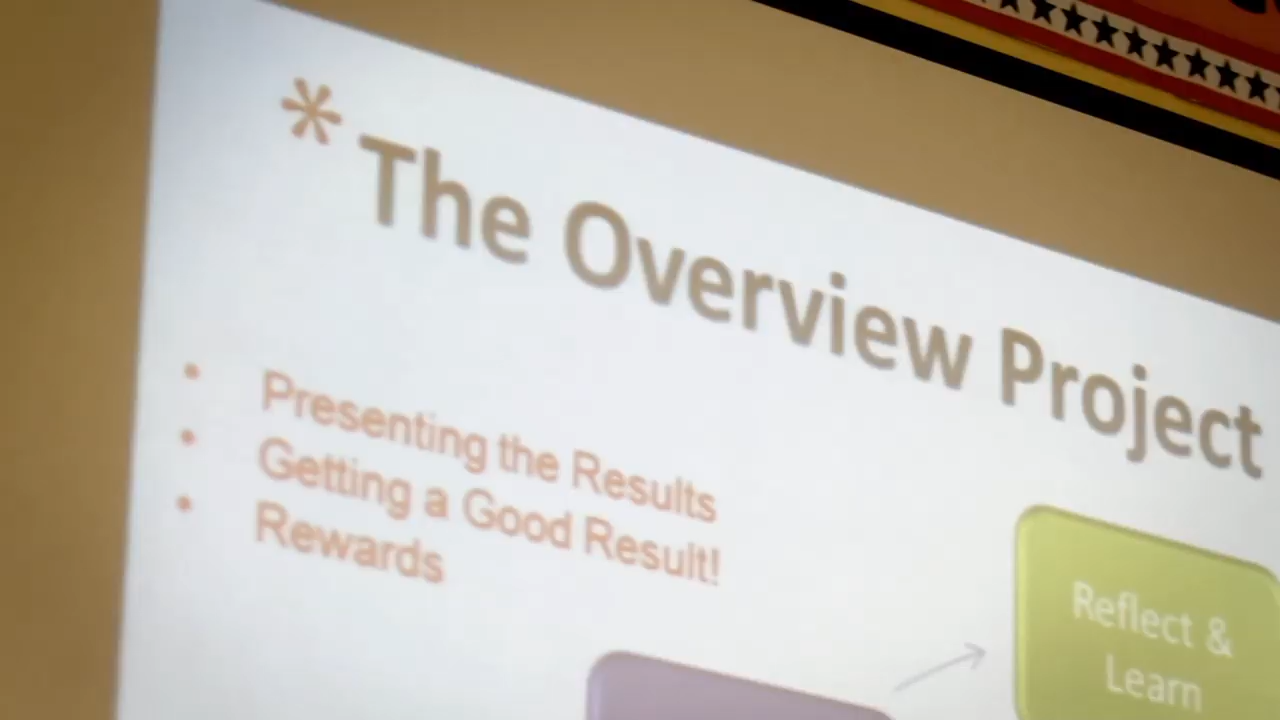 * The Overview Project
• Presenting the Results
• Getting a Good Result!
• Rewards
Reflect &
Learn